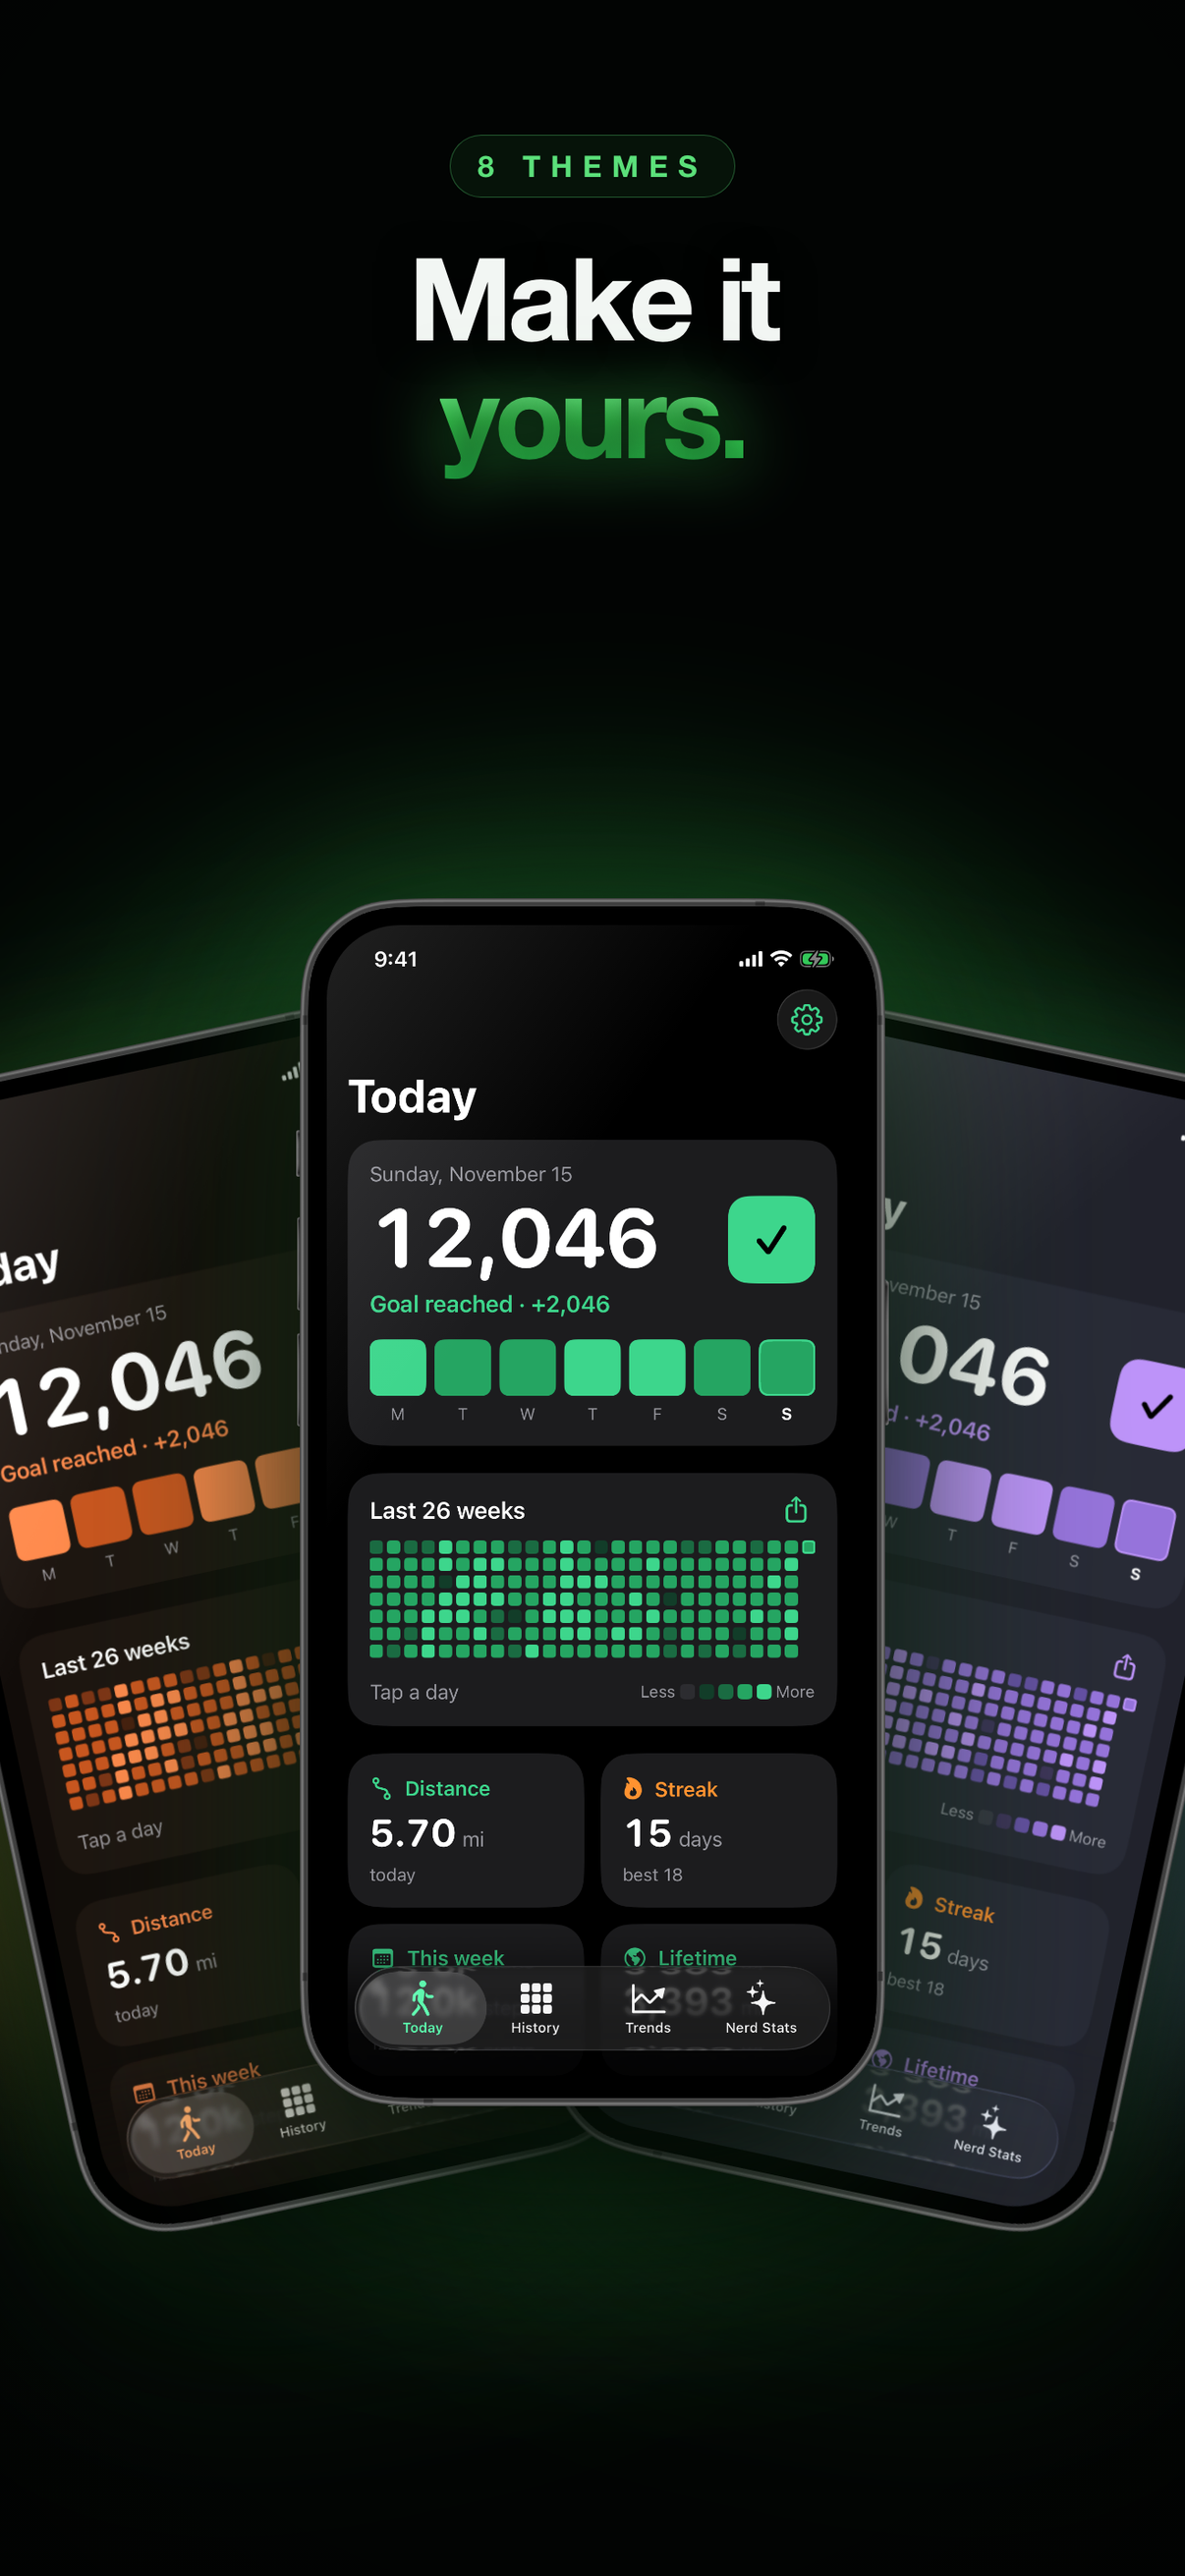 8 THEMES
Make it
yours.
9:41
Today
Sunday, November 15
12,046
Goal reached · +2,046
M T W T F S S
Last 26 weeks
Tap a day
Less More
Distance
5.70 mi
today
Streak
15 days
best 18
This week
Lifetime
Today History Trends Nerd Stats
day
nday, November 15
12,046
Goal reached · +2,046
M T W T F
Last 26 weeks
Tap a day
Distance
5.70 mi
today
This week
Today History Tren
y
vember 15
046
d · +2,046
W T F S S
Less More
Streak
15 days
best 18
Lifetime
story Trends Nerd Stats